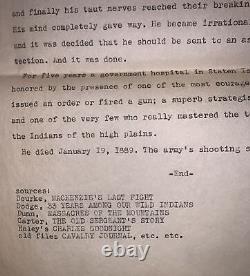 and finally his taut nerves reached their breakin
His mind completely gave way. He became irrationa
and it was decided that he should be sent to an as
tection. And it was done.
For five years a government hospital in Staten Is
honored by the presence of one of the most courage
issued an order or fired a gun; a superb strategis
and one of the very few who really mastered the te
the Indians of the high plains.
He died January 19, 1889. The army's shooting s
-End-
sources:
Bourke, MACKENZIE'S LAST FIGHT
Dodge, 33 YEARS AMONG OUR WILD INDIANS
Dunn, MASSACRES OF THE MOUNTAINS
Carter, THE OLD SERGEANT'S STORY
Haley's CHARLES GOODNIGHT
old files CAVALRY JOURNAL, etc. etc.